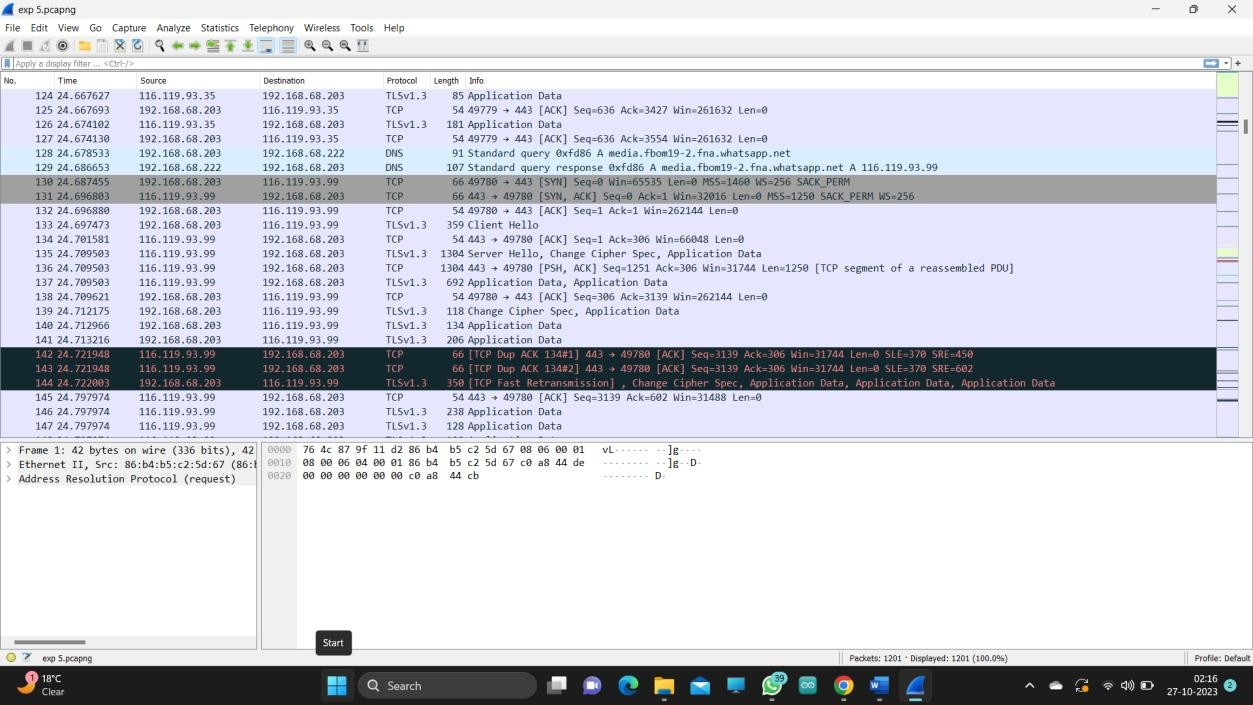 exp 5.pcapng
File Edit View Go Capture Analyze Statistics Telephony Wireless Tools Help
Apply a display filter ... <Ctrl-/>
No. Time Source Destination Protocol Length Info
124 24.667627 116.119.93.35 192.168.68.203 TLSv1.3 85 Application Data
125 24.667693 192.168.68.203 116.119.93.35 TCP 54 49779 → 443 [ACK] Seq=636 Ack=3427 Win=261632 Len=0
126 24.674102 116.119.93.35 192.168.68.203 TLSv1.3 181 Application Data
127 24.674130 192.168.68.203 116.119.93.35 TCP 54 49779 → 443 [ACK] Seq=636 Ack=3554 Win=261632 Len=0
128 24.678533 192.168.68.203 192.168.68.222 DNS 91 Standard query 0xfd86 A media.fbom19-2.fna.whatsapp.net
129 24.686653 192.168.68.222 192.168.68.203 DNS 107 Standard query response 0xfd86 A media.fbom19-2.fna.whatsapp.net A 116.119.93.99
130 24.687455 192.168.68.203 116.119.93.99 TCP 66 49780 → 443 [SYN] Seq=0 Win=65535 Len=0 MSS=1460 WS=256 SACK_PERM
131 24.696803 116.119.93.99 192.168.68.203 TCP 66 443 → 49780 [SYN, ACK] Seq=0 Ack=1 Win=32016 Len=0 MSS=1250 SACK_PERM WS=256
132 24.696880 192.168.68.203 116.119.93.99 TCP 54 49780 → 443 [ACK] Seq=1 Ack=1 Win=262144 Len=0
133 24.697473 192.168.68.203 116.119.93.99 TLSv1.3 359 Client Hello
134 24.701581 116.119.93.99 192.168.68.203 TCP 54 443 → 49780 [ACK] Seq=1 Ack=306 Win=66048 Len=0
135 24.709503 116.119.93.99 192.168.68.203 TLSv1.3 1304 Server Hello, Change Cipher Spec, Application Data
136 24.709503 116.119.93.99 192.168.68.203 TCP 1304 443 → 49780 [PSH, ACK] Seq=1251 Ack=306 Win=31744 Len=1250 [TCP segment of a reassembled PDU]
137 24.709503 116.119.93.99 192.168.68.203 TLSv1.3 692 Application Data, Application Data
138 24.709621 192.168.68.203 116.119.93.99 TCP 54 49780 → 443 [ACK] Seq=306 Ack=3139 Win=262144 Len=0
139 24.712175 192.168.68.203 116.119.93.99 TLSv1.3 118 Change Cipher Spec, Application Data
140 24.712966 192.168.68.203 116.119.93.99 TLSv1.3 134 Application Data
141 24.713216 192.168.68.203 116.119.93.99 TLSv1.3 206 Application Data
142 24.721948 116.119.93.99 192.168.68.203 TCP 66 [TCP Dup ACK 134#1] 443 → 49780 [ACK] Seq=3139 Ack=306 Win=31744 Len=0 SLE=370 SRE=450
143 24.721948 116.119.93.99 192.168.68.203 TCP 66 [TCP Dup ACK 134#2] 443 → 49780 [ACK] Seq=3139 Ack=306 Win=31744 Len=0 SLE=370 SRE=602
144 24.722003 192.168.68.203 116.119.93.99 TLSv1.3 350 [TCP Fast Retransmission] , Change Cipher Spec, Application Data, Application Data, Application Data
145 24.797974 116.119.93.99 192.168.68.203 TCP 54 443 → 49780 [ACK] Seq=3139 Ack=602 Win=31488 Len=0
146 24.797974 116.119.93.99 192.168.68.203 TLSv1.3 238 Application Data
147 24.797974 116.119.93.99 192.168.68.203 TLSv1.3 128 Application Data
Frame 1: 42 bytes on wire (336 bits), 42
Ethernet II, Src: 86:b4:b5:c2:5d:67 (86:b
Address Resolution Protocol (request)
0000 76 4c 87 9f 11 d2 86 b4 b5 c2 5d 67 08 06 00 01 vL······ ··]g····
0010 08 00 06 04 00 01 86 b4 b5 c2 5d 67 c0 a8 44 de ········ ··]g··D·
0020 00 00 00 00 00 00 c0 a8 44 cb ········ D·
Start
exp 5.pcapng
Packets: 1201 · Displayed: 1201 (100.0%)
Profile: Default
1
18°C
Clear
Search
39
02:16
27-10-2023
2